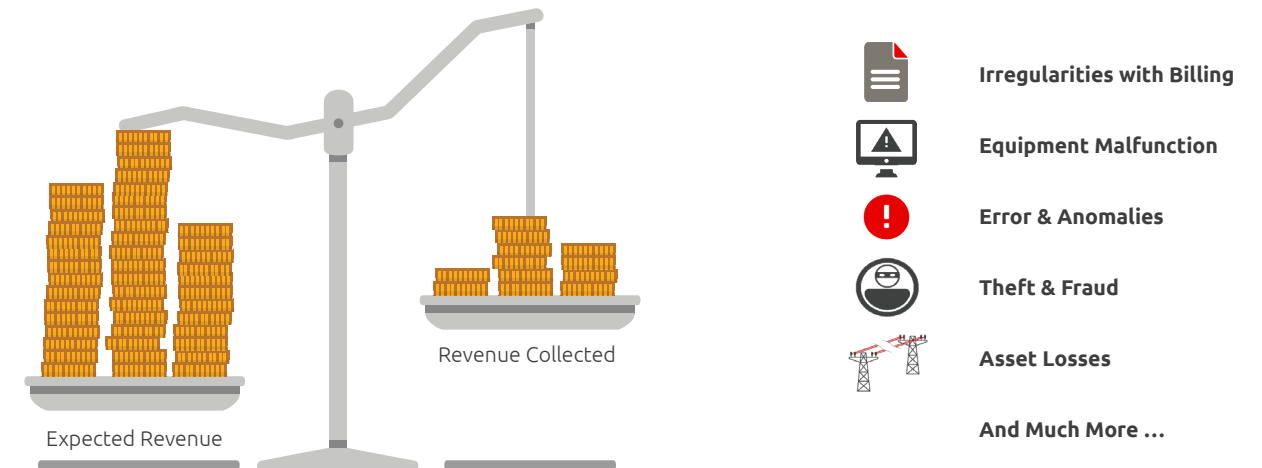 Irregularities with Billing
Equipment Malfunction
Error & Anomalies
Theft & Fraud
Revenue Collected
Asset Losses
Expected Revenue
And Much More ...